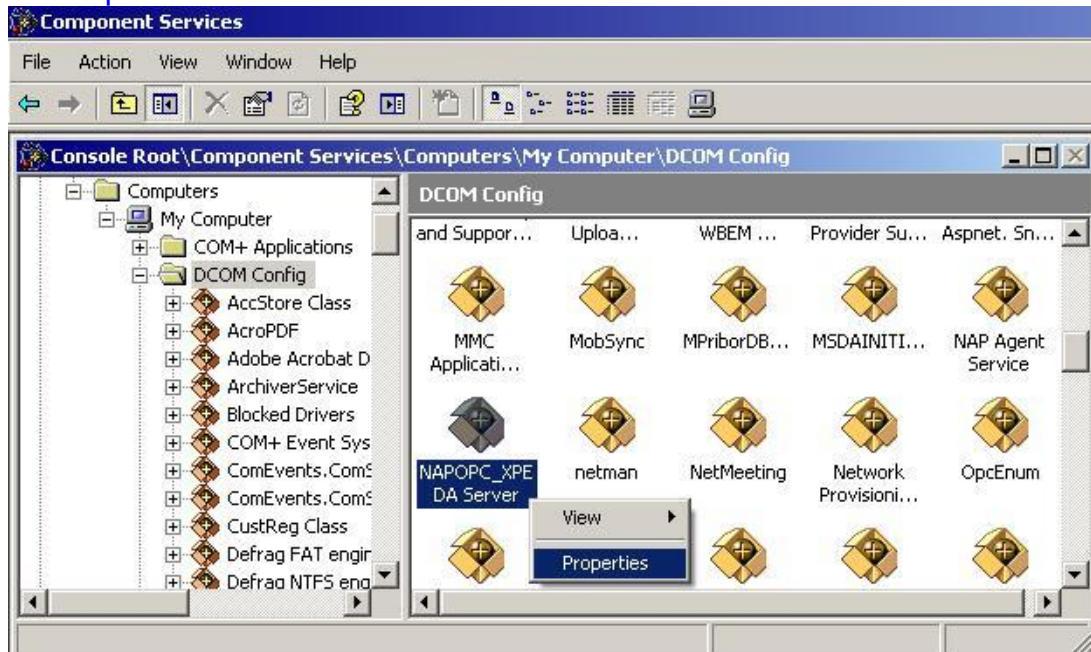 Component Services
File Action View Window Help
Console Root\Component Services\Computers\My Computer\DCOM Config
Computers
My Computer
COM+ Applications
DCOM Config
AccStore Class
AcroPDF
Adobe Acrobat D
ArchiverService
Blocked Drivers
COM+ Event Sys
ComEvents.ComS
ComEvents.ComS
CustReg Class
Defrag FAT engin
Defrag NTFS eng
DCOM Config
and Suppor... Uploa... WBEM ... Provider Su... Aspnet. Sn...
MMC Applicati... MobSync MPriborDB... MSDAINITI... NAP Agent Service
NAPOPC_XPE DA Server netman NetMeeting Network Provisioni... OpcEnum
View
Properties